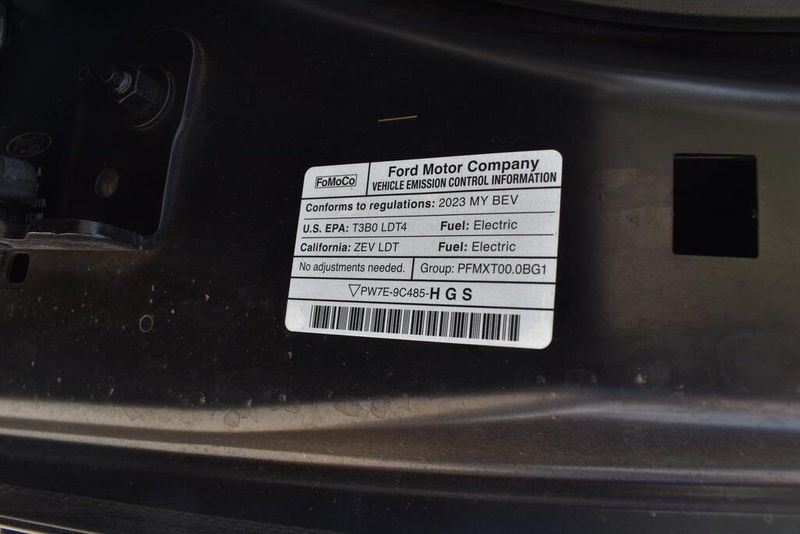 FoMoCo
Ford Motor Company
VEHICLE EMISSION CONTROL INFORMATION
Conforms to regulations: 2023 MY BEV
U.S. EPA: T3B0 LDT4 Fuel: Electric
California: ZEV LDT Fuel: Electric
No adjustments needed. Group: PFMXT00.0BG1
▽PW7E-9C485-H G S